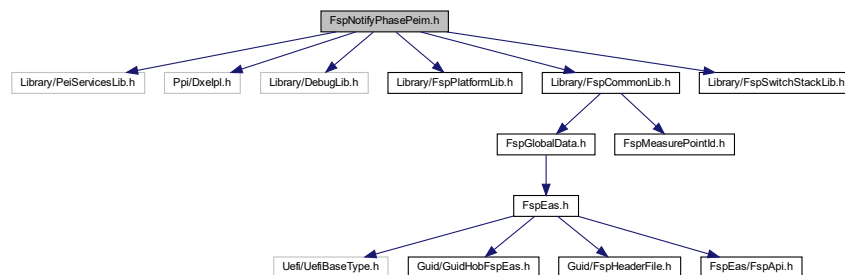 FspNotifyPhasePeim.h
Library/PeiServicesLib.h
Ppi/DxeIpl.h
Library/DebugLib.h
Library/FspPlatformLib.h
Library/FspCommonLib.h
Library/FspSwitchStackLib.h
FspGlobalData.h
FspMeasurePointId.h
FspEas.h
Uefi/UefiBaseType.h
Guid/GuidHobFspEas.h
Guid/FspHeaderFile.h
FspEas/FspApi.h